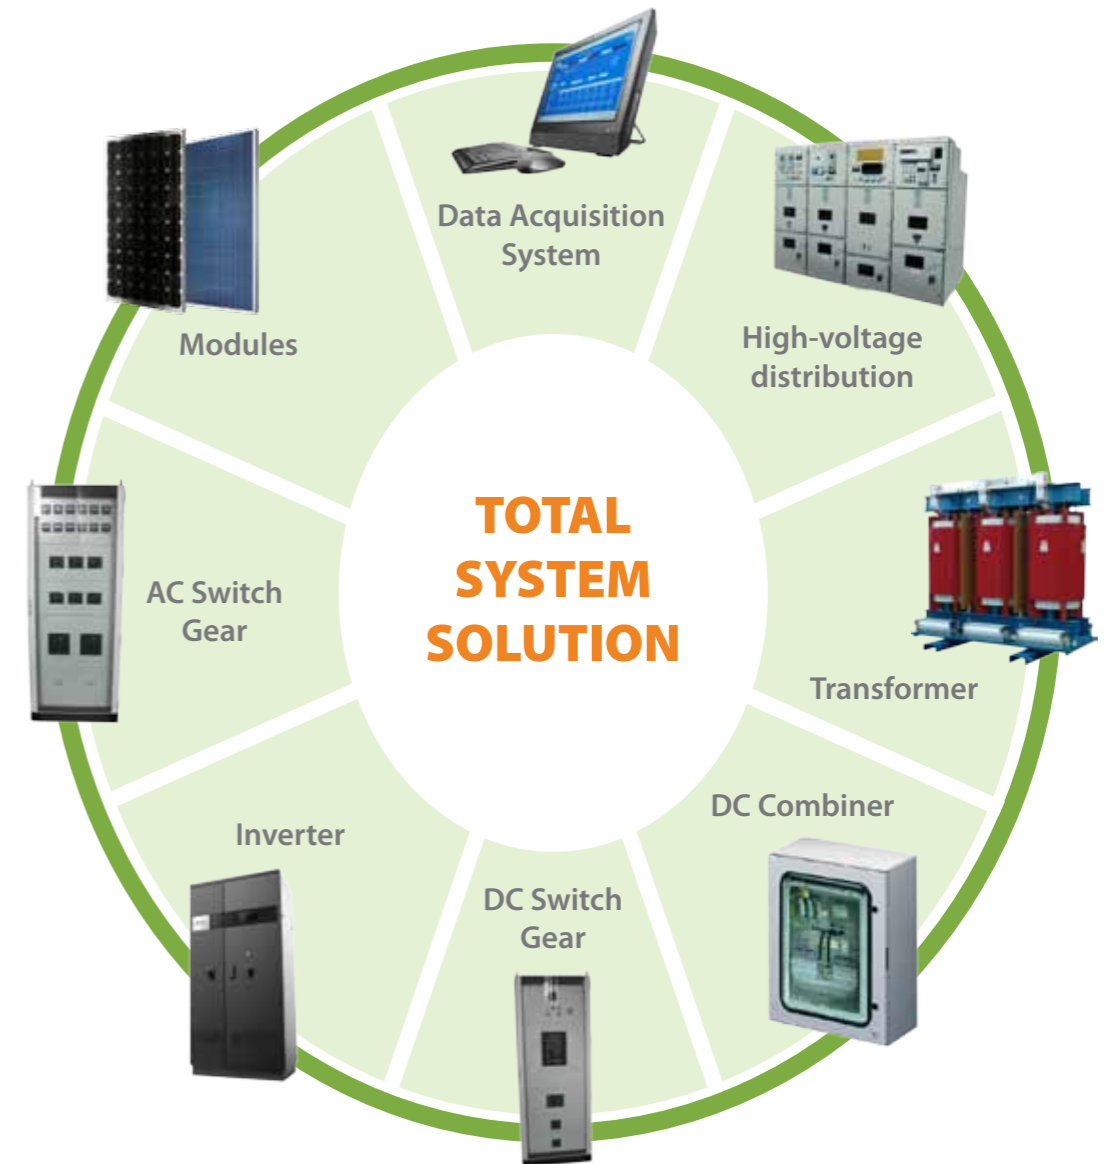 Data Acquisition
System
High-voltage
distribution
Modules
TOTAL
SYSTEM
SOLUTION
AC Switch
Gear
Transformer
DC Combiner
Inverter
DC Switch
Gear